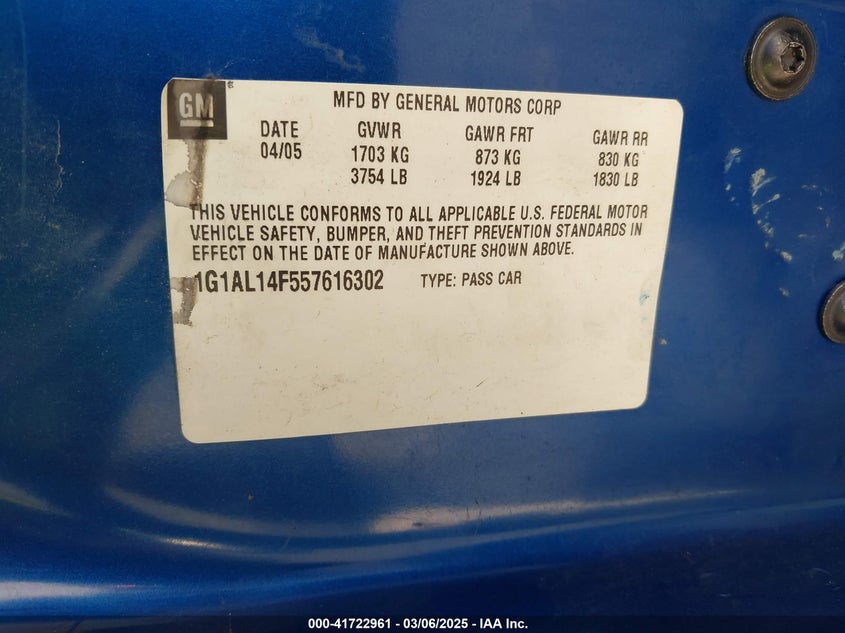 GM
MFD BY GENERAL MOTORS CORP
DATE GVWR GAWR FRT GAWR RR
04/05 1703 KG 873 KG 830 KG
3754 LB 1924 LB 1830 LB
THIS VEHICLE CONFORMS TO ALL APPLICABLE U.S. FEDERAL MOTOR
VEHICLE SAFETY, BUMPER, AND THEFT PREVENTION STANDARDS IN
EFFECT ON THE DATE OF MANUFACTURE SHOWN ABOVE.
1G1AL14F557616302 TYPE: PASS CAR
000-41722961 - 03/06/2025 - IAA Inc.